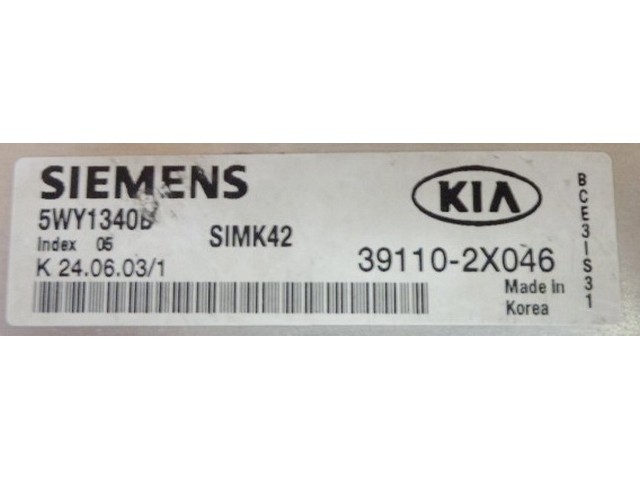 SIEMENS
5WY1340B
Index 05
SIMK42
K 24.06.03/1
KIA
39110-2X046
Made in
Korea
BCE3IS31